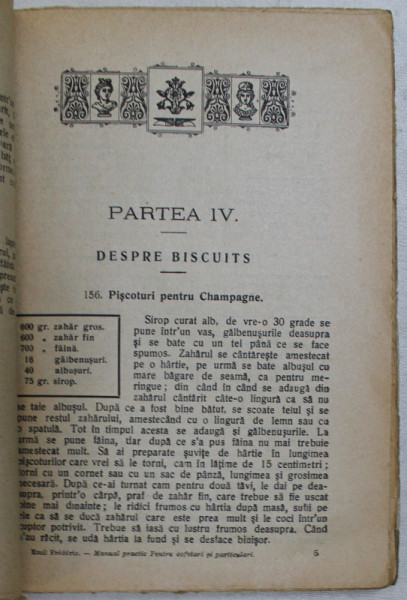 PARTEA IV.
DESPRE BISCUITS
156. Pişcoturi pentru Champagne.
600 gr. zahăr gros.
600 „ zahăr fin
700 „ făină.
16 gălbenuşuri.
40 albuşuri.
75 gr. sirop.
Sirop curat alb, de vre-o 30 grade se
pune într'un vas, gălbenuşurile deasupra
şi se bate cu un tel până ce se face
spumos. Zahărul se cântăreşte amestecat
pe o hârtie, pe urmă se bate albuşul cu
mare băgare de seamă, ca pentru me-
ringue; din când în când se adaugă din
zahărul cântărit câte-o lingură ca să nu
se taie albuşul. După ce a fost bine bătut, se scoate telul şi se
pune restul zahărului, amestecând cu o lingură de lemn sau cu
o spatulă. Tot în timpul acesta se adaugă şi gălbenuşurile. La
urmă se pune făina, dar după ce s'a pus făina nu mai trebuie
amestecat mult. Să ai preparate şuviţe de hârtie în lungimea
pişcoturilor care vrei să le torni, cam în lăţime de 15 centimetri;
torni cu un cornet sau cu un sac de pânză, lungimea şi grosimea
necesară. După ce-ai turnat cam pentru două tăvi, le dai pe dea-
supra, printr'o cârpă, praf de zahăr fin, care trebue să fie uscat
bine mai dinainte; le ridici frumos cu hârtia după masă, sufli pe
ele ca să se ducă zahărul care este prea mult şi le coci într'un
cuptor potrivit. Trebue să iasă cu lustru frumos deasupra. Când
s'au răcit, se udă hârtia la fund şi se desface binişor.
Emil Frédéric. — Manual practic Pentru cofetari şi particulari.
5